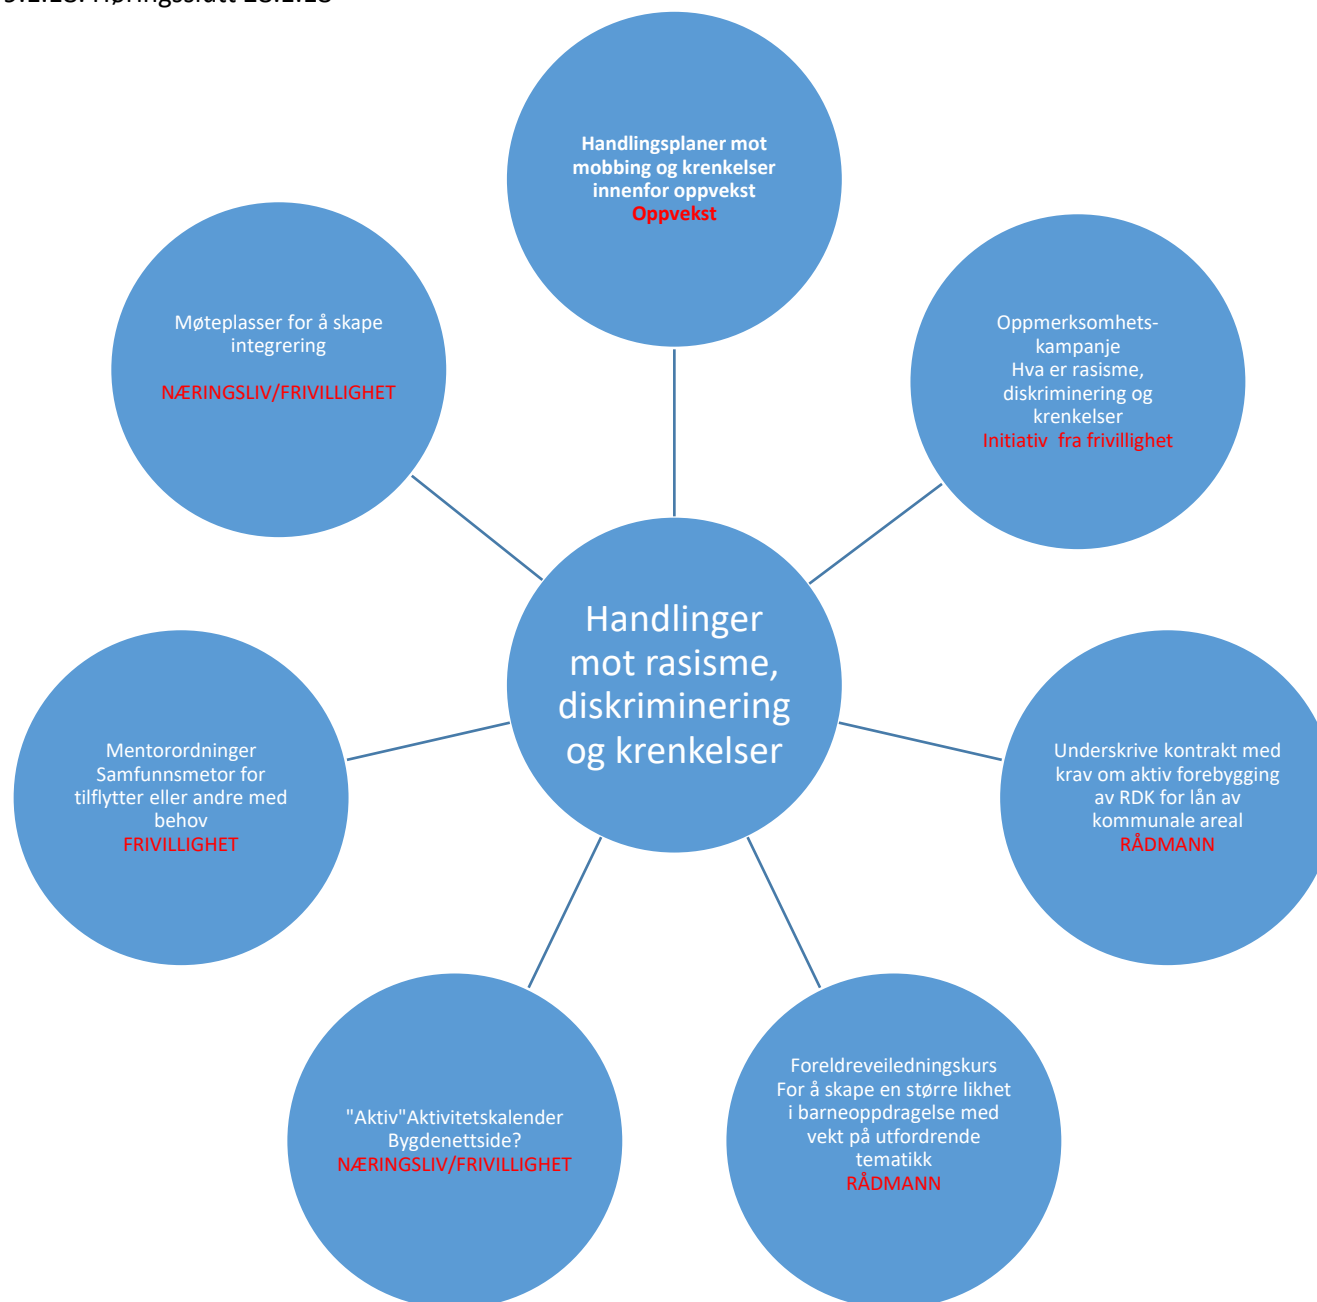 Høringsslutt
Handlingsplaner mot
mobbing og krenkelser
innenfor oppvekst
Oppvekst
Oppmerksomhets-
kampanje
Hva er rasisme,
diskriminering og
krenkelser
Initiativ fra frivillighet
Underskrive kontrakt med
krav om aktiv forebygging
av RDK for lån av
kommunale areal
RÅDMANN
Foreldreveiledningskurs
For å skape en større likhet
i barneoppdragelse med
vekt på utfordrende
tematikk
RÅDMANN
"Aktiv"Aktivitetskalender
Bygdenettside?
NÆRINGSLIV/FRIVILLIGHET
Mentorordninger
Samfunnsmetor for
tilflytter eller andre med
behov
FRIVILLIGHET
Møteplasser for å skape
integrering
NÆRINGSLIV/FRIVILLIGHET
Handlinger
mot rasisme,
diskriminering
og krenkelser